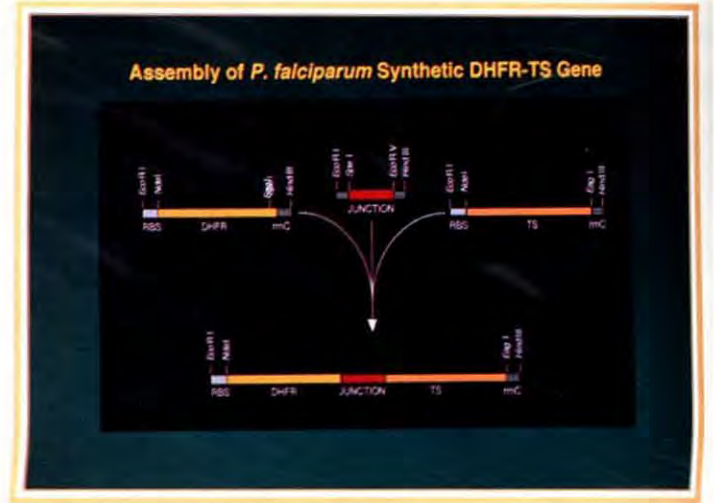 Assembly of P. falciparum Synthetic DHFR-TS Gene
EcoR I
Nde I
Hind III
RBS
DHFR
rrnC
EcoR I
Spe I
EcoR V
Hind III
JUNCTION
EcoR I
Nde I
Eag I
Hind III
RBS
TS
rrnC
EcoR I
Nde I
Eag I
Hind III
RBS
DHFR
JUNCTION
TS
rrnC